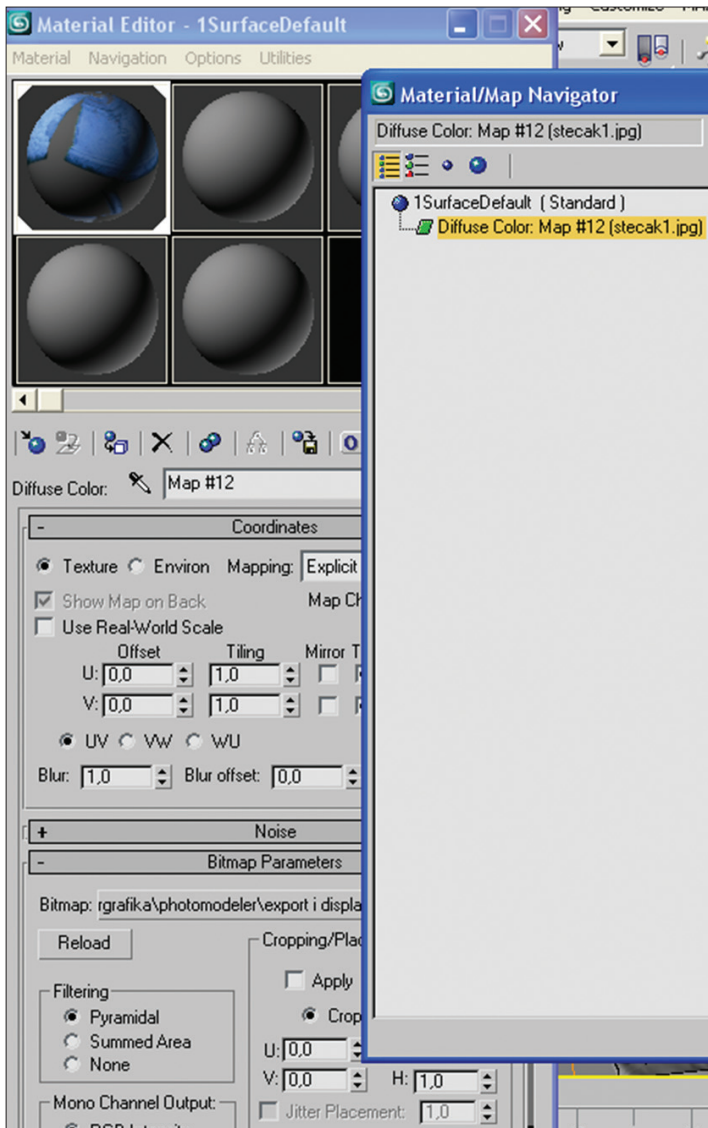 Material Editor - 1SurfaceDefault
Material Navigation Options Utilities
Material/Map Navigator
Diffuse Color: Map #12 (stecak1.jpg)
1SurfaceDefault ( Standard )
Diffuse Color: Map #12 (stecak1.jpg)
Diffuse Color: Map #12
- Coordinates
Texture Environ Mapping: Explicit
Show Map on Back Map Ch
Use Real-World Scale
Offset Tiling Mirror T
U: 0,0 1,0
V: 0,0 1,0
UV VW WU
Blur: 1,0 Blur offset: 0,0
+ Noise
- Bitmap Parameters
Bitmap: rgrafika\photomodeler\export i displa
Reload
Cropping/Plac
Apply
Filtering
Pyramidal
Crop
Summed Area
U: 0,0
None
V: 0,0 H: 1,0
Mono Channel Output:
Jitter Placement: 1,0